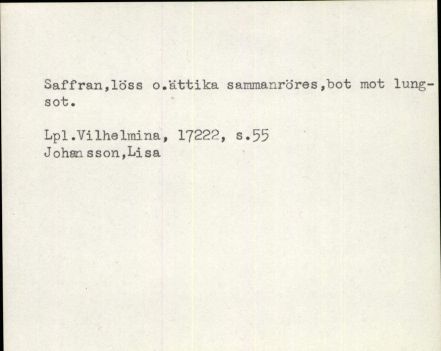 Saffran,löss o.ättika sammanröres,bot mot lung-
sot.
Lpl.Vilhelmina, 17222, s.55
Johansson,Lisa